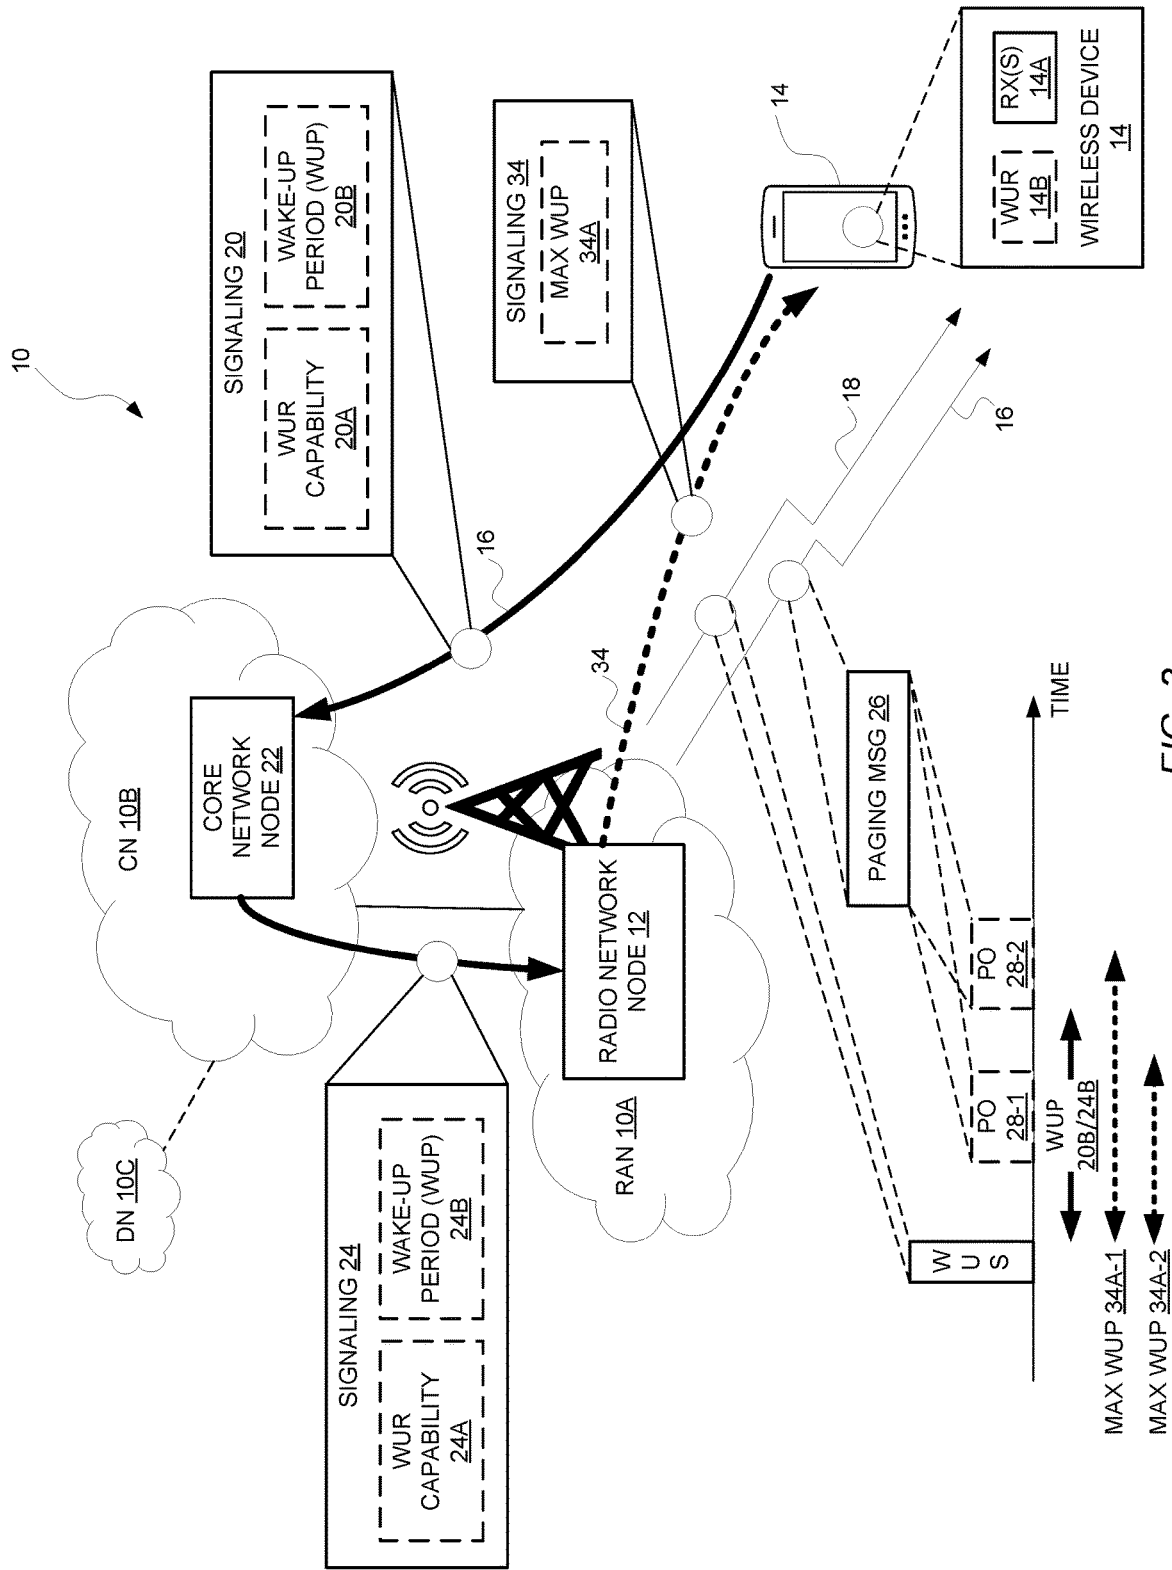 10
DN 10C
CN 10B
CORE
NETWORK
NODE 22
SIGNALING 20
WUR
CAPABILITY
20A
WAKE-UP
PERIOD (WUP)
20B
SIGNALING 24
WUR
CAPABILITY
24A
WAKE-UP
PERIOD (WUP)
24B
16
SIGNALING 34
MAX WUP
34A
RAN 10A
RADIO NETWORK
NODE 12
34
14
18
16
WUR
14B
RX(S)
14A
WIRELESS DEVICE
14
PAGING MSG 26
W
U
S
PO
28-1
PO
28-2
TIME
WUP
20B/24B
MAX WUP 34A-1
MAX WUP 34A-2
FIG.